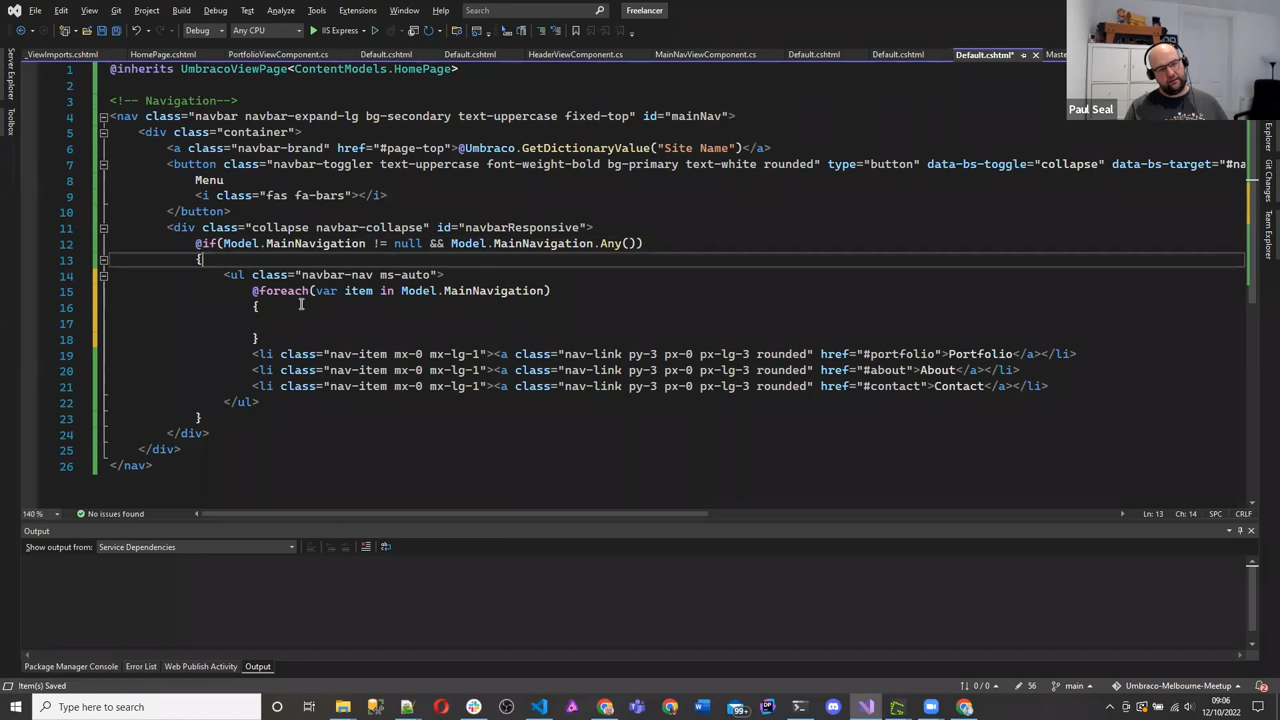 File Edit View Git Project Build Debug Test Analyze Tools Extensions Window Help Search Freelancer
Debug Any CPU IIS Express
_ViewImports.cshtml HomePage.cshtml PortfolioViewComponent.cs Default.cshtml Default.cshtml HeaderViewComponent.cs MainNavViewComponent.cs Default.cshtml Default.cshtml Default.cshtml*
Server Explorer
Toolbox
Paul Seal
1 @inherits UmbracoViewPage<ContentModels.HomePage>
2
3 <!-- Navigation-->
4 <nav class="navbar navbar-expand-lg bg-secondary text-uppercase fixed-top" id="mainNav">
5 <div class="container">
6 <a class="navbar-brand" href="#page-top">@Umbraco.GetDictionaryValue("Site Name")</a>
7 <button class="navbar-toggler text-uppercase font-weight-bold bg-primary text-white rounded" type="button" data-bs-toggle="collapse" data-bs-target="#na
8 Menu
9 <i class="fas fa-bars"></i>
10 </button>
11 <div class="collapse navbar-collapse" id="navbarResponsive">
12 @if(Model.MainNavigation != null && Model.MainNavigation.Any())
13 {
14 <ul class="navbar-nav ms-auto">
15 @foreach(var item in Model.MainNavigation)
16 {
17
18 }
19 <li class="nav-item mx-0 mx-lg-1"><a class="nav-link py-3 px-0 px-lg-3 rounded" href="#portfolio">Portfolio</a></li>
20 <li class="nav-item mx-0 mx-lg-1"><a class="nav-link py-3 px-0 px-lg-3 rounded" href="#about">About</a></li>
21 <li class="nav-item mx-0 mx-lg-1"><a class="nav-link py-3 px-0 px-lg-3 rounded" href="#contact">Contact</a></li>
22 </ul>
23 }
24 </div>
25 </div>
26 </nav>
Explorer
Git Changes
Team Explorer
140 % No issues found Ln: 13 Ch: 14 SPC CRLF
Output
Show output from: Service Dependencies
Package Manager Console Error List Web Publish Activity Output
Item(s) Saved 0 / 0 56 main Umbraco-Melbourne-Meetup 2
Type here to search 99+ 09:06
12/10/2022